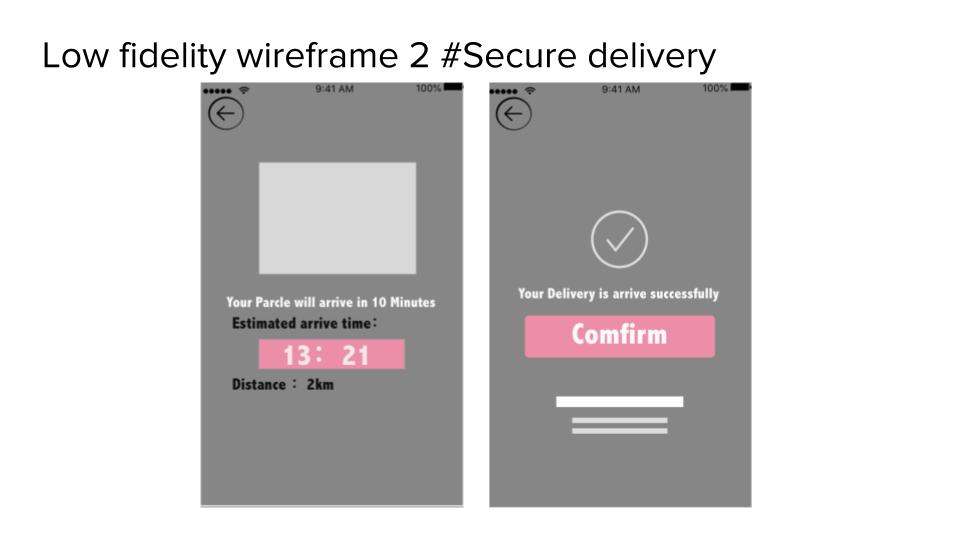 Low fidelity wireframe 2 #Secure delivery
9:41 AM 100%
Your Parcle will arrive in 10 Minutes
Estimated arrive time:
13: 21
Distance : 2km
9:41 AM 100%
Your Delivery is arrive successfully
Comfirm